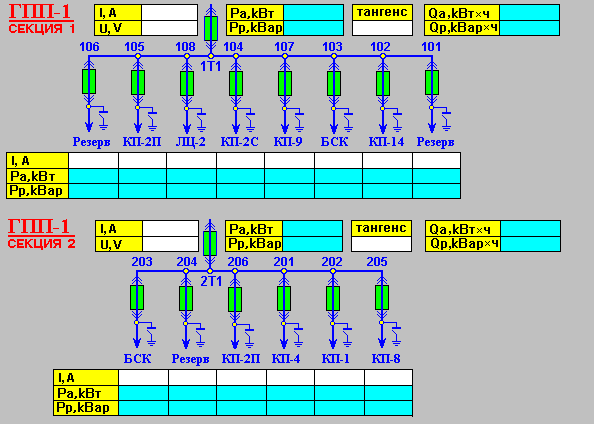 ГПП-1
СЕКЦИЯ 1
I, A
U, V
Pa,кВт
Pp,кВар
тангенс
Qa,кВт×ч
Qp,кВар×ч
106 105 108 104 107 103 102 101
1T1
Резерв КП-2П ЛЦ-2 КП-2С КП-9 БСК КП-14 Резерв
I, A
Pa,кВт
Pp,кВар
ГПП-1
СЕКЦИЯ 2
I, A
U, V
Pa,кВт
Pp,кВар
тангенс
Qa,кВт×ч
Qp,кВар×ч
203 204 206 201 202 205
2T1
БСК Резерв КП-2П КП-4 КП-1 КП-8
I, A
Pa,кВт
Pp,кВар